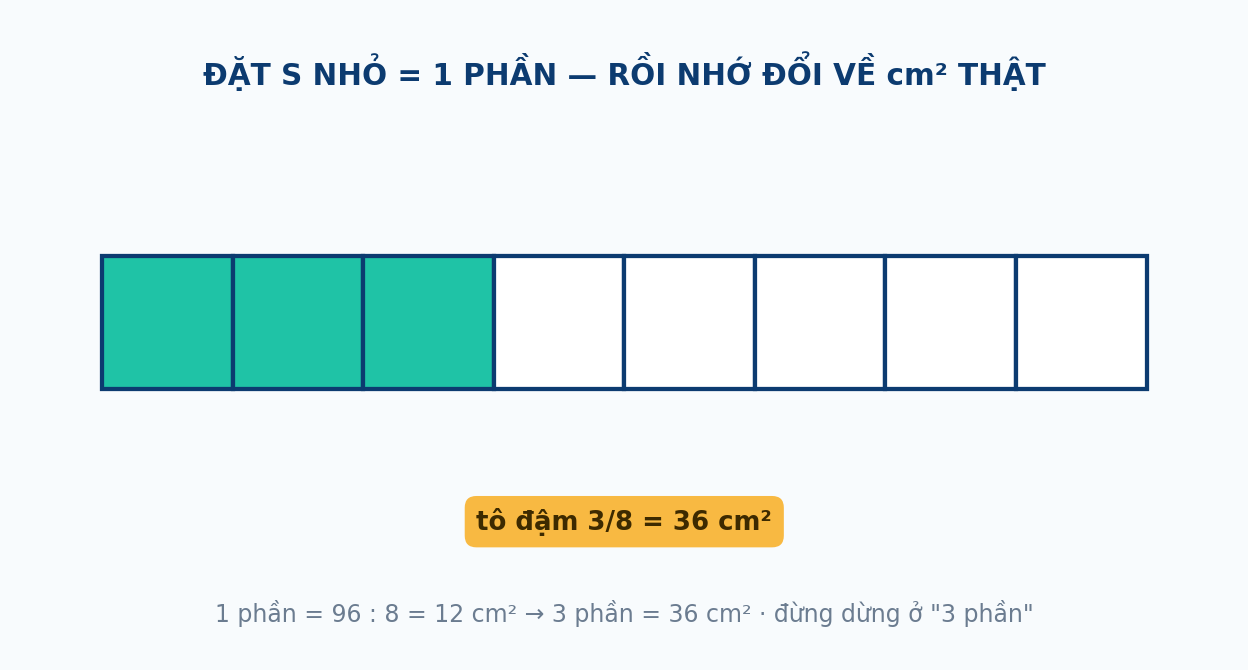 ĐẶT S NHỎ = 1 PHẦN — RỒI NHỚ ĐỔI VỀ cm² THẬT
tô đậm 3/8 = 36 cm²
1 phần = 96 : 8 = 12 cm² → 3 phần = 36 cm² · đừng dừng ở "3 phần"